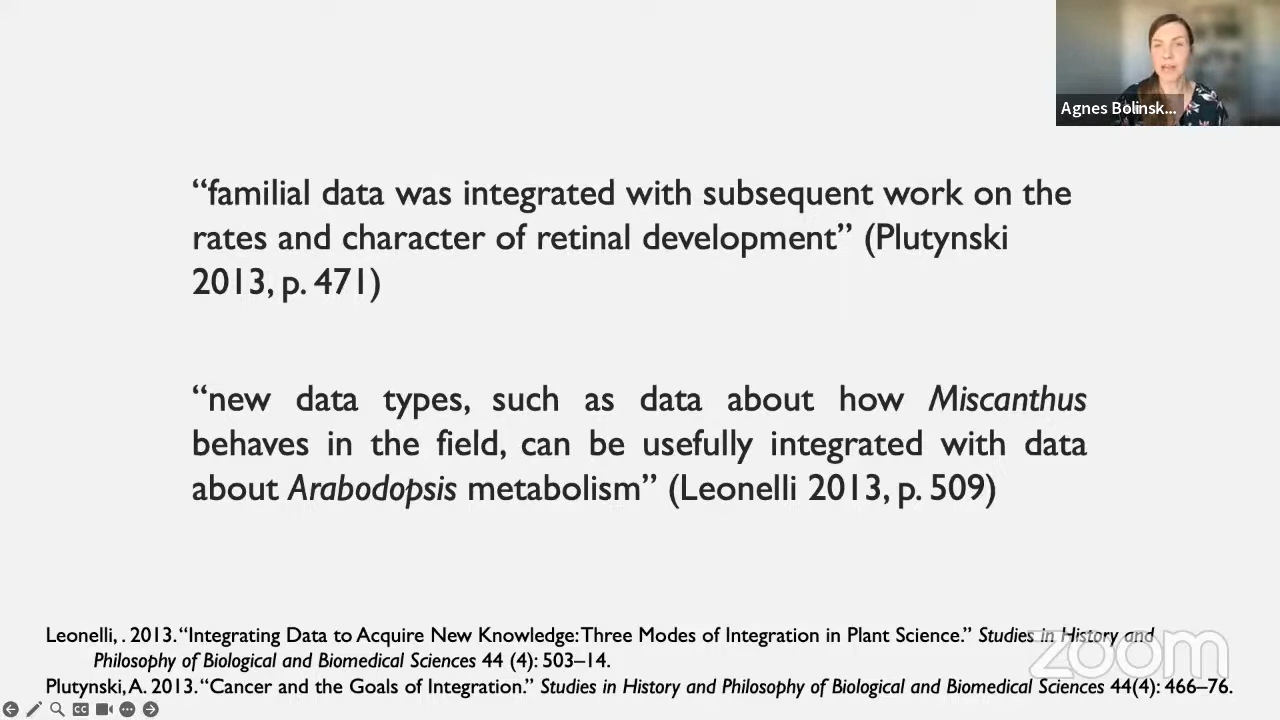 Agnes Bolinsk...
“familial data was integrated with subsequent work on the
rates and character of retinal development” (Plutynski
2013, p. 471)
“new data types, such as data about how Miscanthus
behaves in the field, can be usefully integrated with data
about Arabodopsis metabolism” (Leonelli 2013, p. 509)
Leonelli, . 2013. “Integrating Data to Acquire New Knowledge: Three Modes of Integration in Plant Science.” Studies in History and
Philosophy of Biological and Biomedical Sciences 44 (4): 503–14.
Plutynski, A. 2013. “Cancer and the Goals of Integration.” Studies in History and Philosophy of Biological and Biomedical Sciences 44(4): 466–76.
zoom
CC